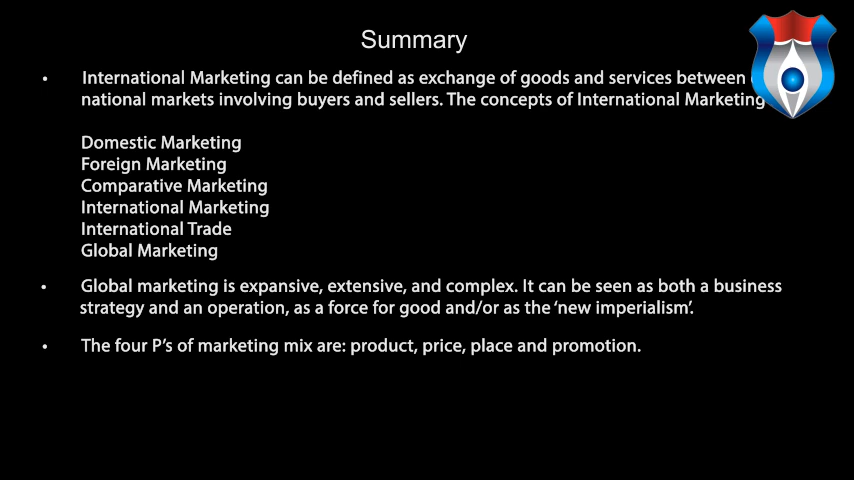 Summary
• International Marketing can be defined as exchange of goods and services between
national markets involving buyers and sellers. The concepts of International Marketing
Domestic Marketing
Foreign Marketing
Comparative Marketing
International Marketing
International Trade
Global Marketing
• Global marketing is expansive, extensive, and complex. It can be seen as both a business
strategy and an operation, as a force for good and/or as the 'new imperialism'.
• The four P's of marketing mix are: product, price, place and promotion.